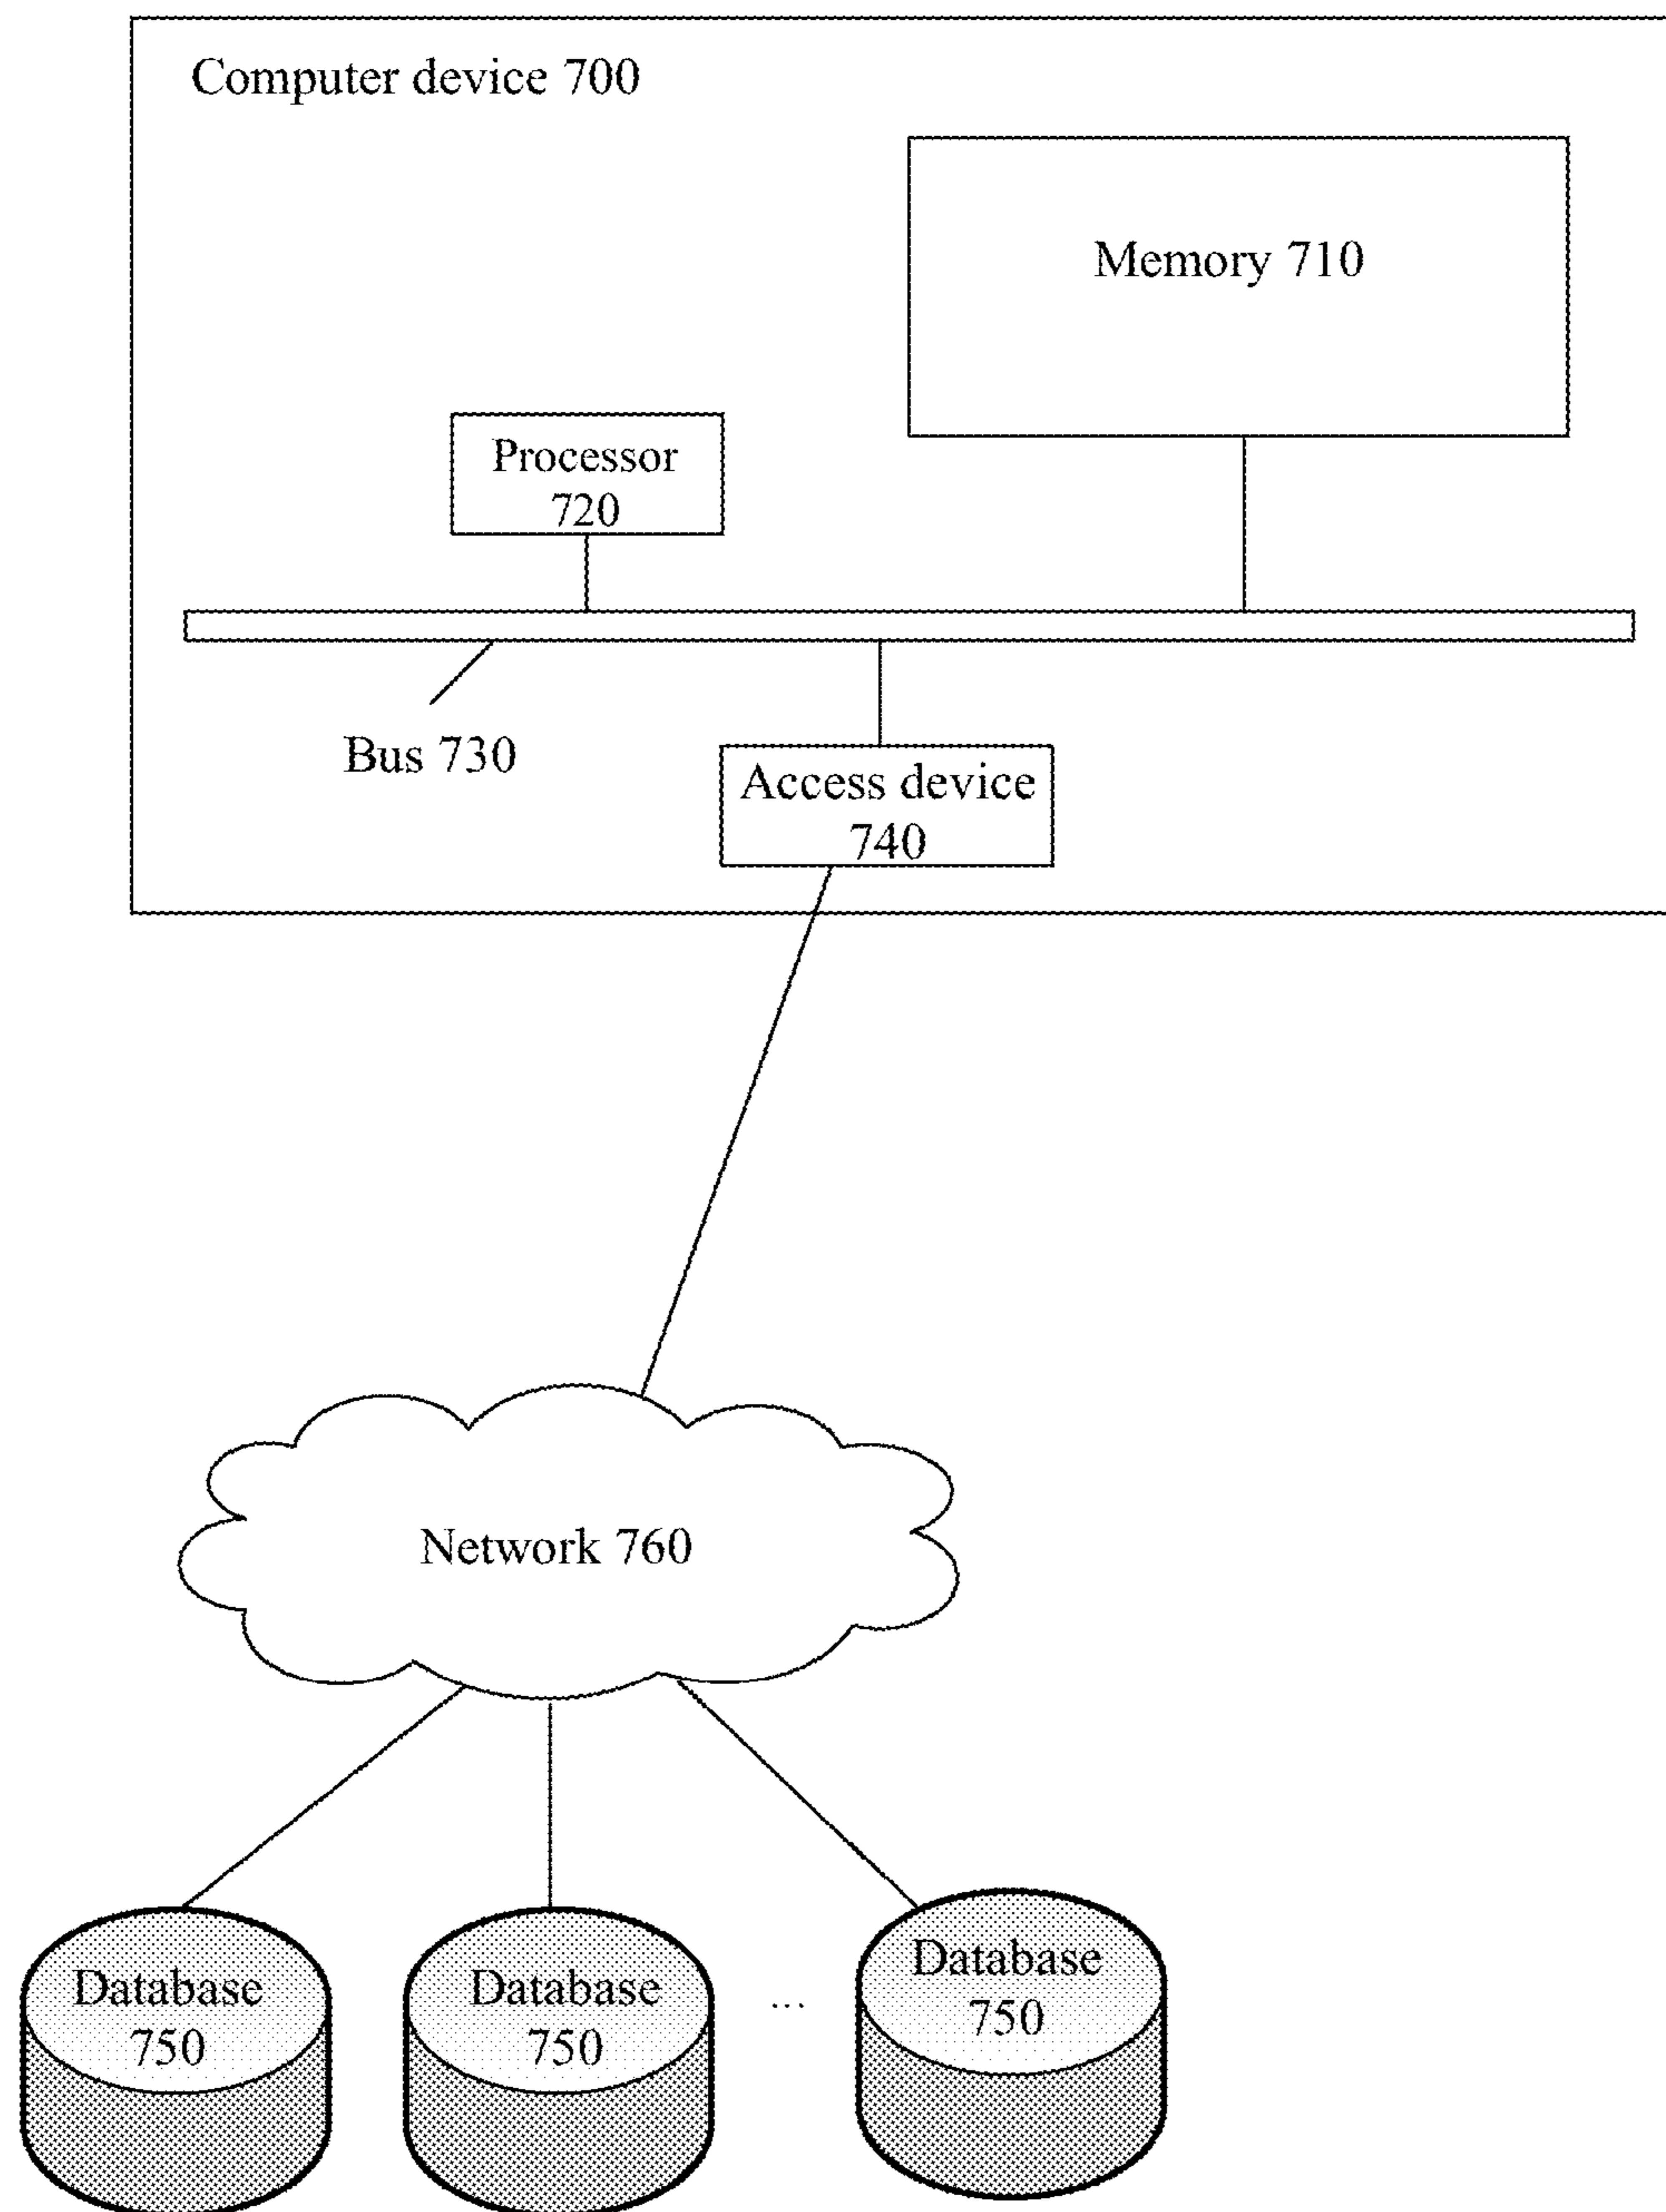 Computer device 700
Memory 710
Processor
720
Bus 730
Access device
740
Network 760
Database
750
Database
750
...
Database
750